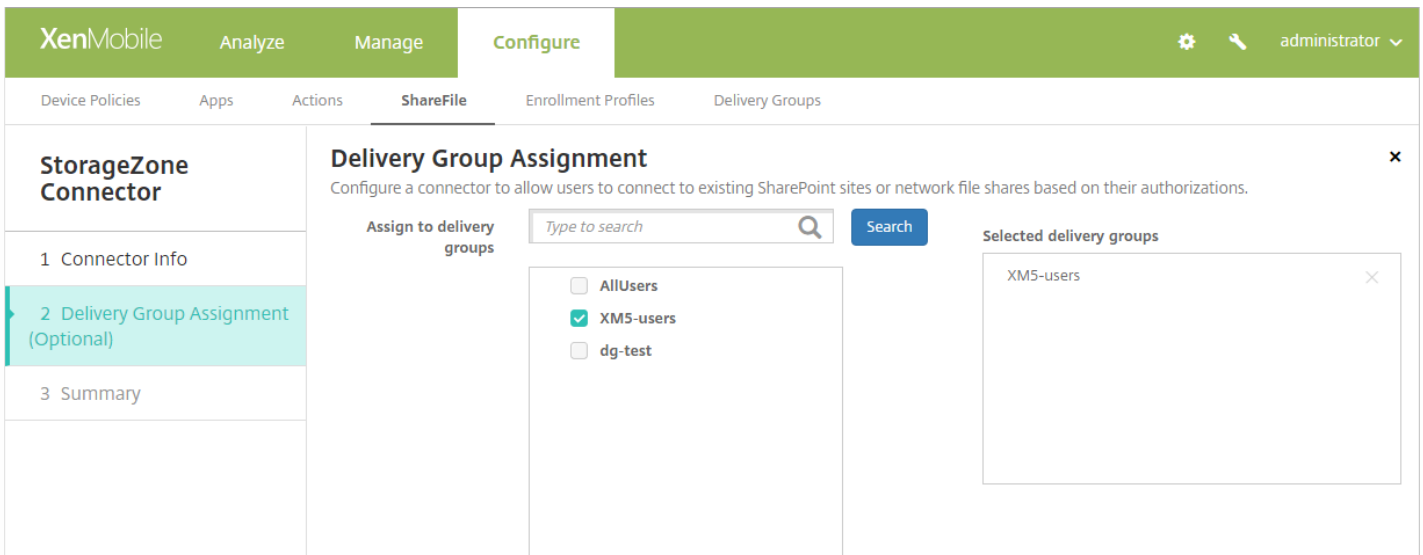 XenMobile Analyze Manage Configure administrator
Device Policies Apps Actions ShareFile Enrollment Profiles Delivery Groups
StorageZone
Connector
1 Connector Info
2 Delivery Group Assignment
(Optional)
3 Summary
Delivery Group Assignment
Configure a connector to allow users to connect to existing SharePoint sites or network file shares based on their authorizations.
Assign to delivery
groups
Type to search
Search
AllUsers
XM5-users
dg-test
Selected delivery groups
XM5-users